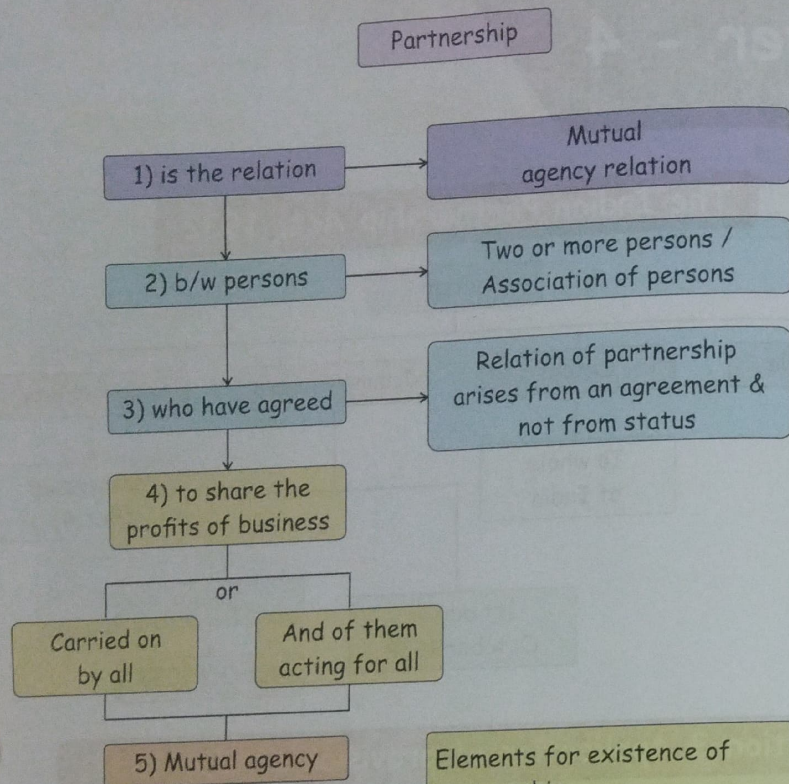 Partnership
1) is the relation
Mutual
agency relation
2) b/w persons
Two or more persons /
Association of persons
3) who have agreed
Relation of partnership
arises from an agreement &
not from status
4) to share the
profits of business
or
Carried on
by all
And of them
acting for all
5) Mutual agency
Elements for existence of